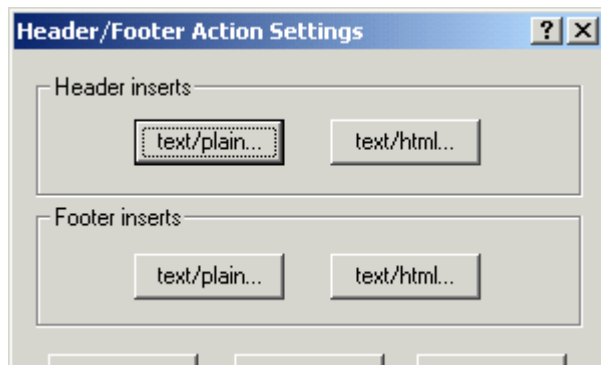 Header/Footer Action Settings
Header inserts
text/plain... text/html...
Footer inserts
text/plain... text/html...